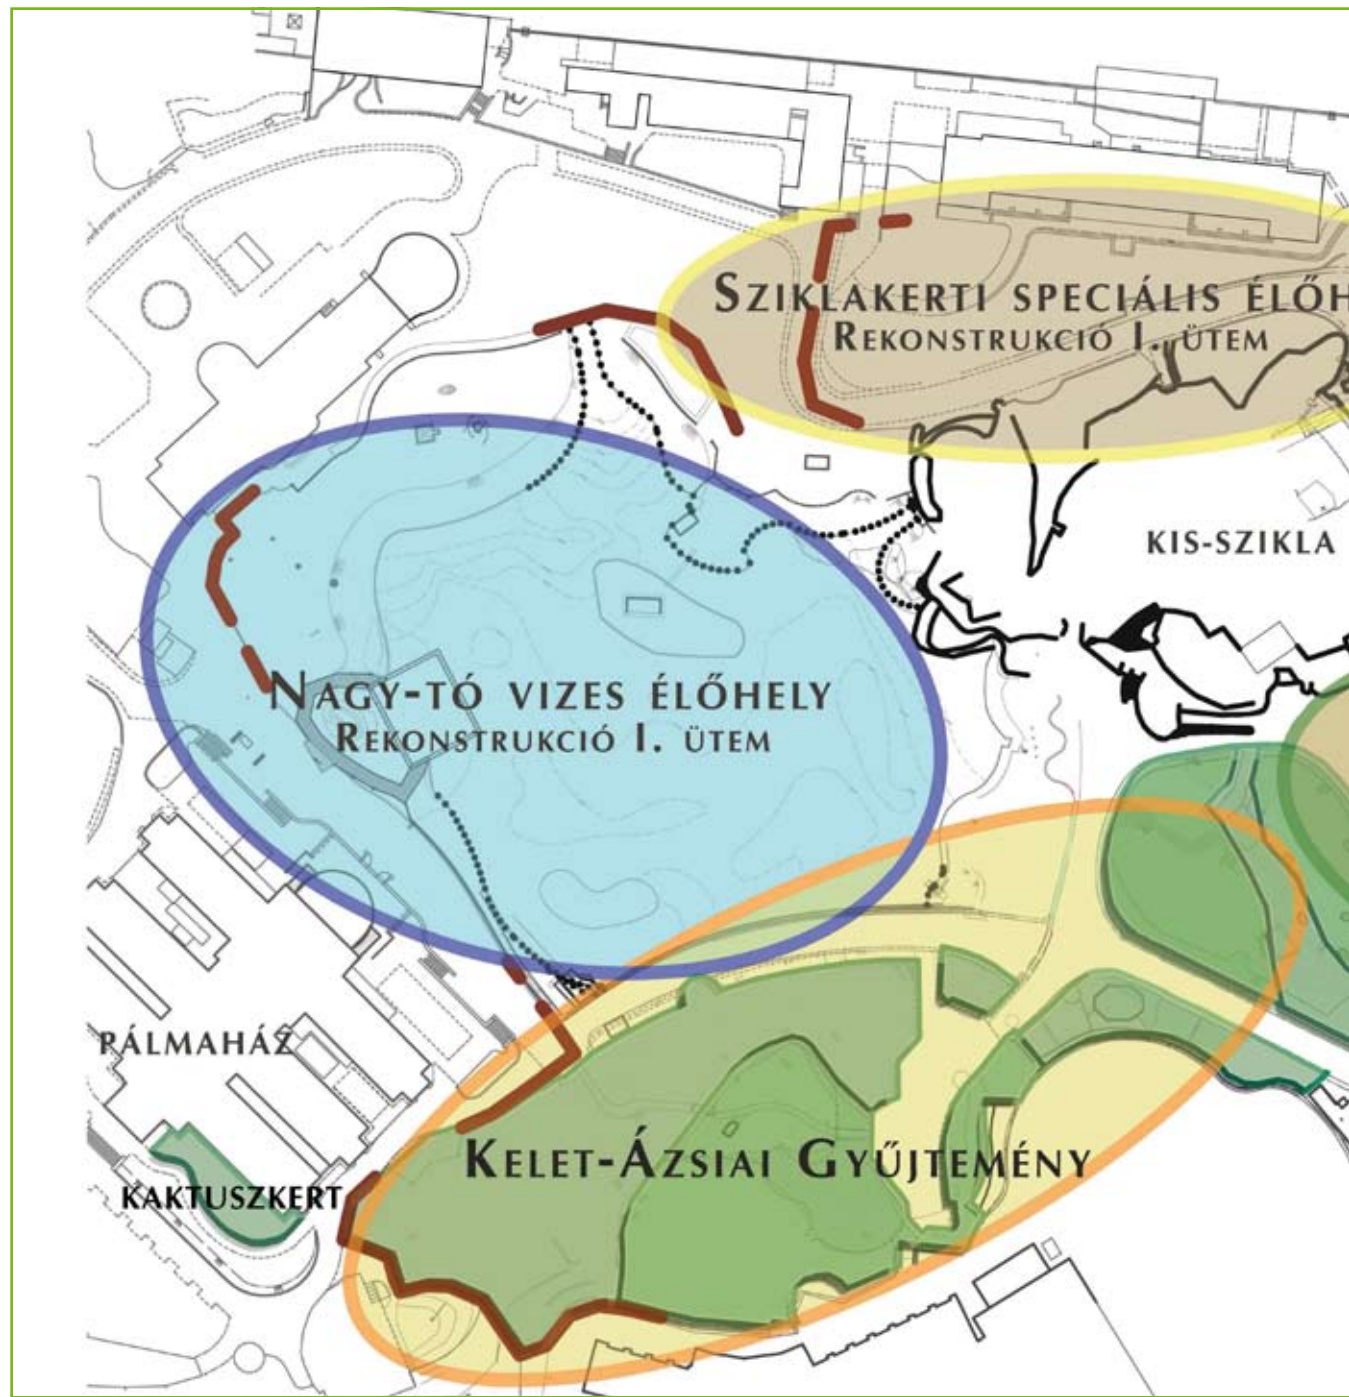 Sziklakerti speciális élőh
Rekonstrukció I. ütem
KIS-SZIKLA
Nagy-tó vizes élőhely
Rekonstrukció I. ütem
PÁLMAHÁZ
Kelet-Ázsiai Gyűjtemény
KAKTUSZKERT